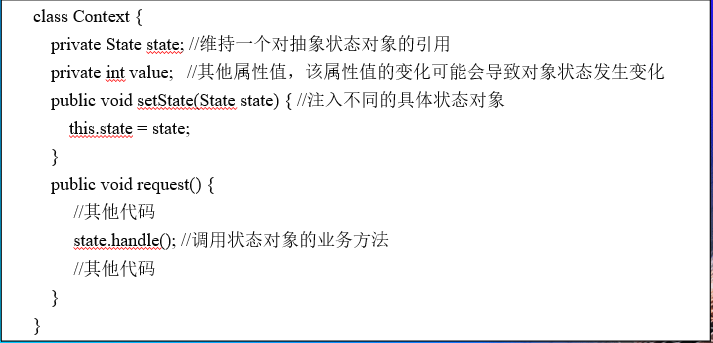 class Context {
private State state; //维持一个对抽象状态对象的引用
private int value; //其他属性值，该属性值的变化可能会导致对象状态发生变化
public void setState(State state) { //注入不同的具体状态对象
this.state = state;
}
public void request() {
//其他代码
state.handle(); //调用状态对象的业务方法
//其他代码
}
}